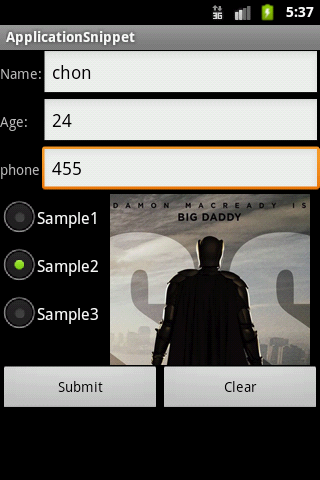 3G 5:37
ApplicationSnippet
Name: chon
Age: 24
phone 455
DAMON MACREADY IS
BIG DADDY
Sample1
Sample2
Sample3
Submit Clear